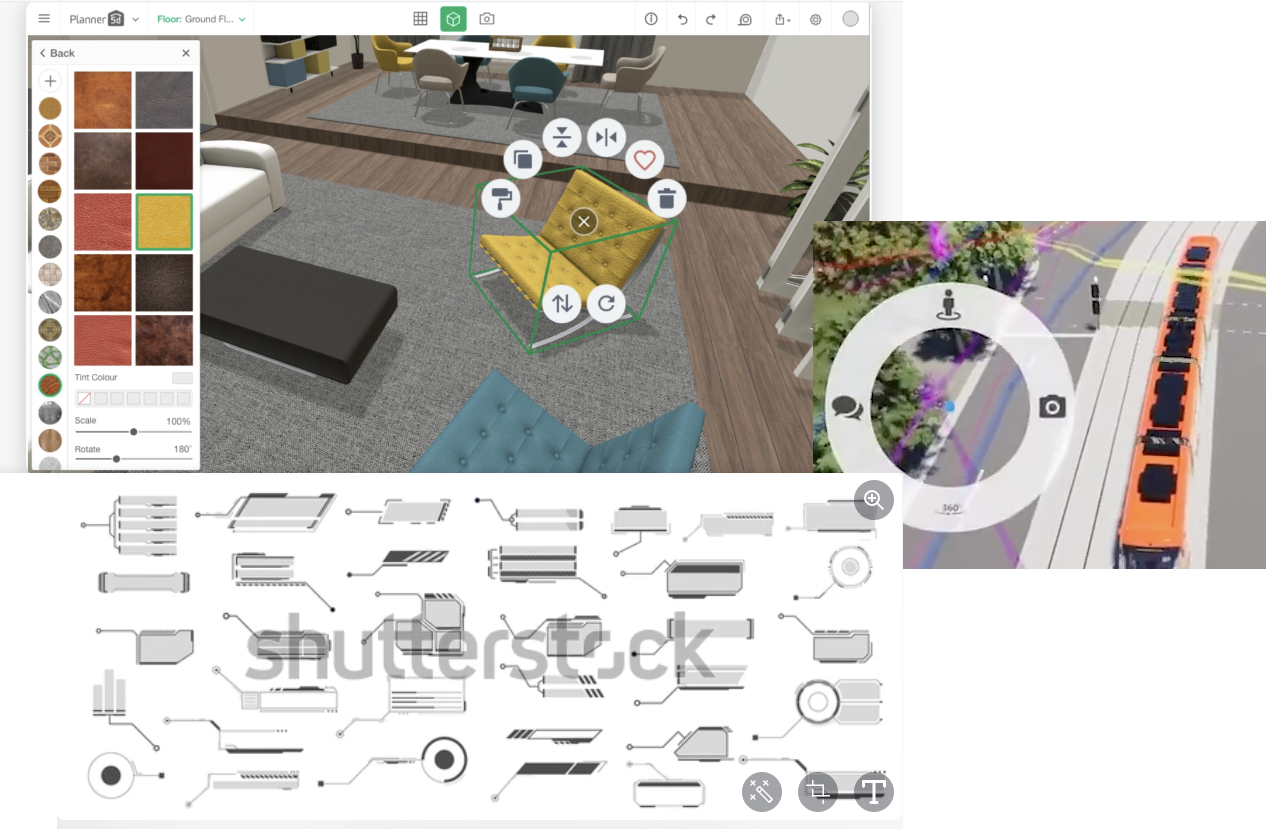 Planner 5d
Floor: Ground Fl...
Back
Tint Colour
Scale
100%
Rotate
180°
360°
shutterstock
T